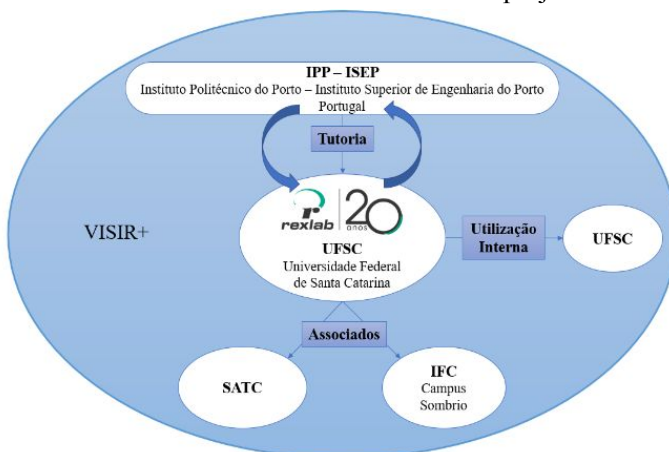 IPP – ISEP
Instituto Politécnico do Porto – Instituto Superior de Engenharia do Porto
Portugal
Tutoria
rexlab
20
anos
VISIR+
UFSC
Universidade Federal
de Santa Catarina
Utilização
Interna
UFSC
Associados
SATC
IFC
Campus
Sombrio